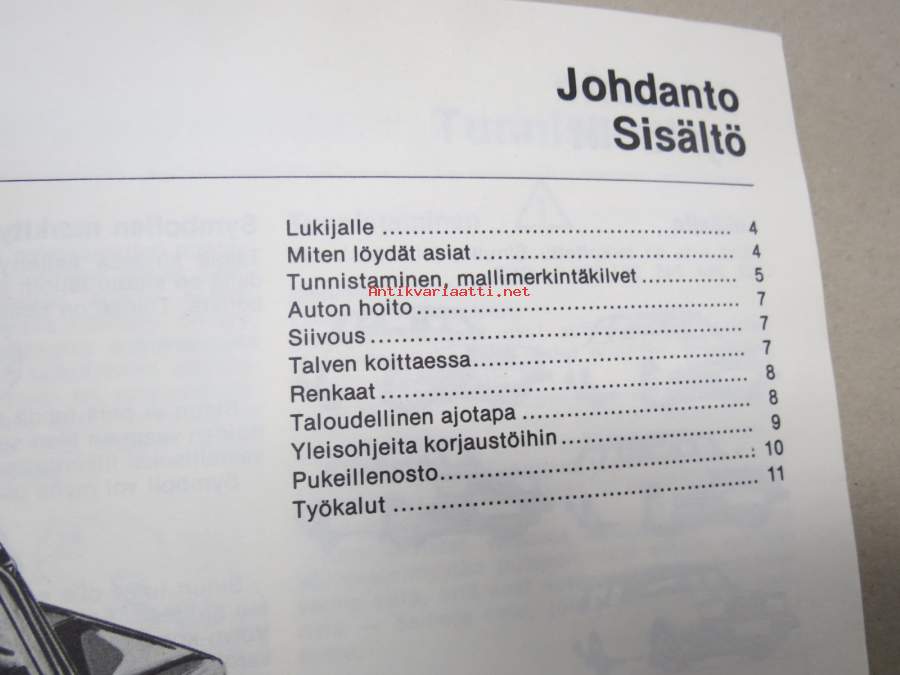 Johdanto
Sisältö
Lukijalle ........ 4
Miten löydät asiat ........ 4
Tunnistaminen, mallimerkintäkilvet ........ 5
Antikvariaatti.net
Auton hoito ........ 7
Siivous ........ 7
Talven koittaessa ........ 7
Renkaat ........ 8
Taloudellinen ajotapa ........ 8
Yleisohjeita korjaustöihin ........ 9
Pukeillenosto ........ 10
Työkalut ........ 11